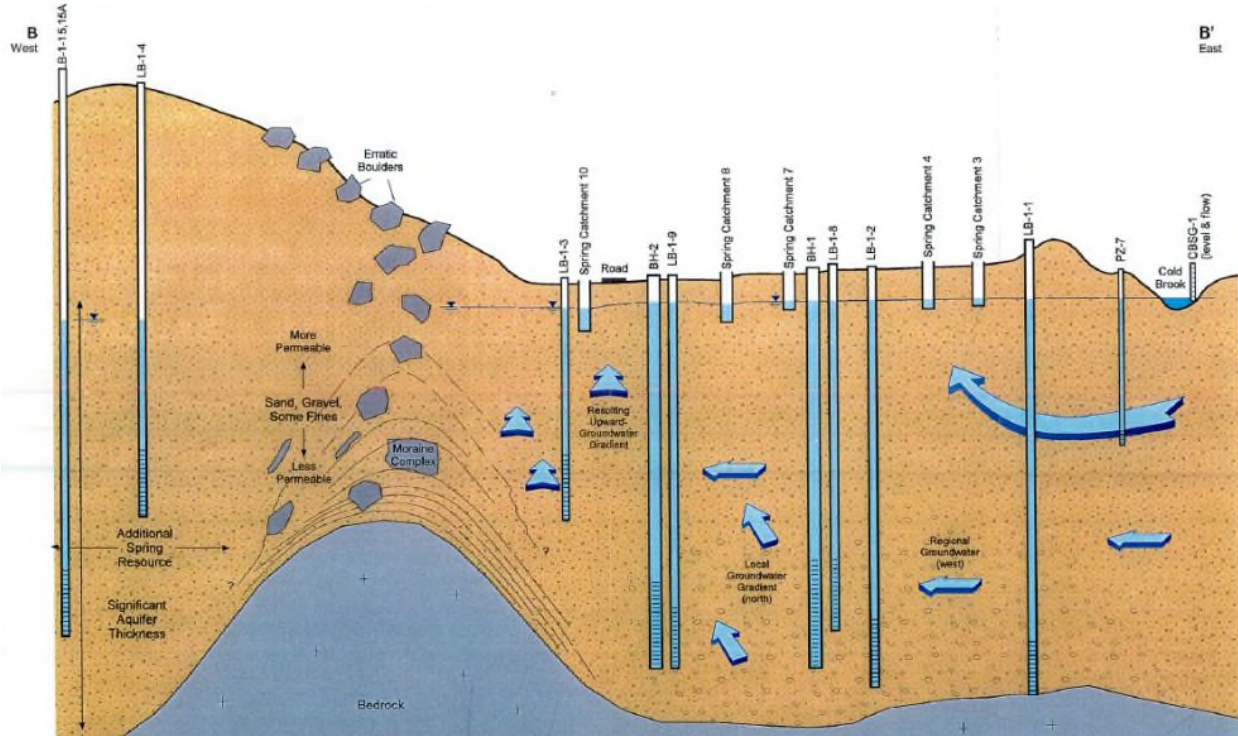 B
West
B'
East
LB-1-15,15A
LB-1-4
Erratic
Boulders
LB-1-3
Spring Catchment 10
Road
BH-2
LB-1-9
Spring Catchment 8
Spring Catchment 7
BH-1
LB-1-8
LB-1-2
Spring Catchment 4
Spring Catchment 3
LB-1-1
PZ-7
Cold
Brook
CBSG-1
(level & flow)
More
Permeable
Sand, Gravel,
Some Fines
Less
Permeable
Moraine
Complex
Resulting
Upward-
Groundwater
Gradient
Additional
Spring
Resource
Significant
Aquifer
Thickness
?
?
Local
Groundwater
Gradient
(north)
Regional
Groundwater
(west)
Bedrock